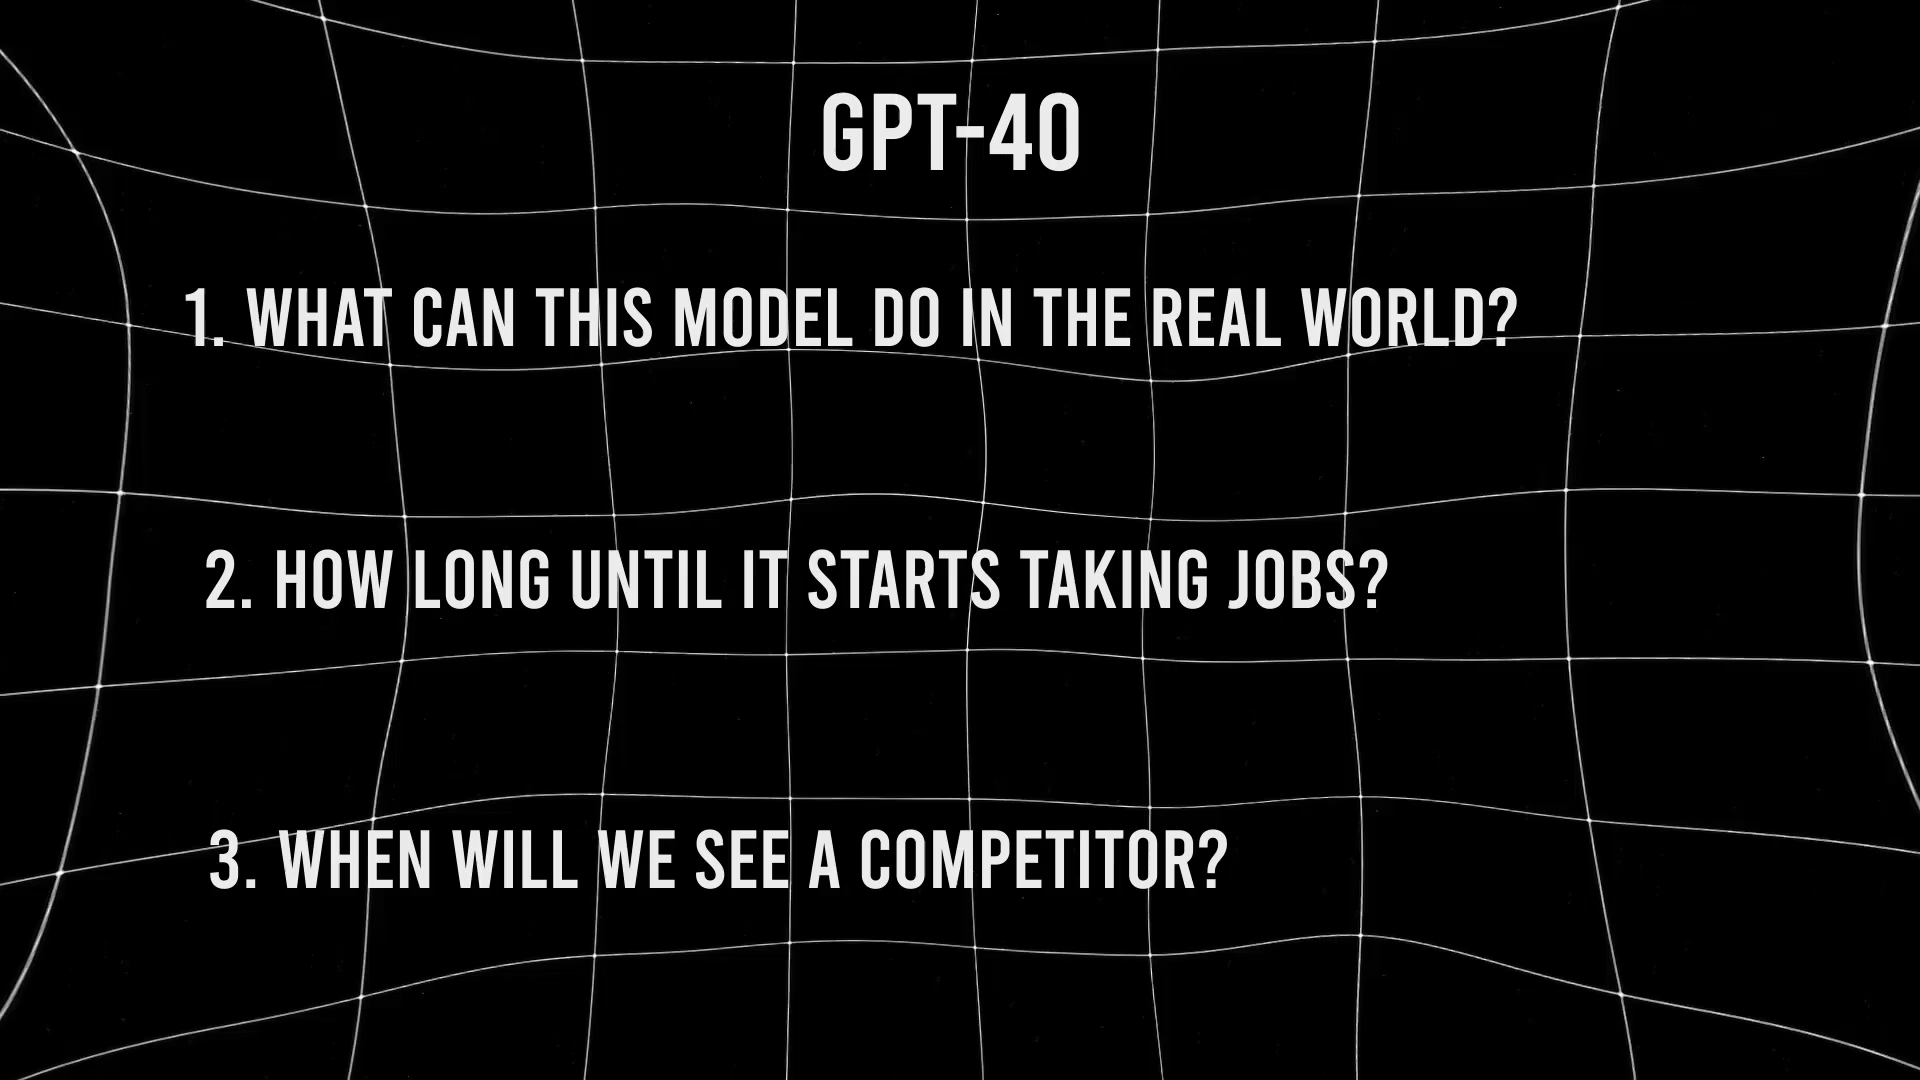 GPT-4O
1. WHAT CAN THIS MODEL DO IN THE REAL WORLD?
2. HOW LONG UNTIL IT STARTS TAKING JOBS?
3. WHEN WILL WE SEE A COMPETITOR?